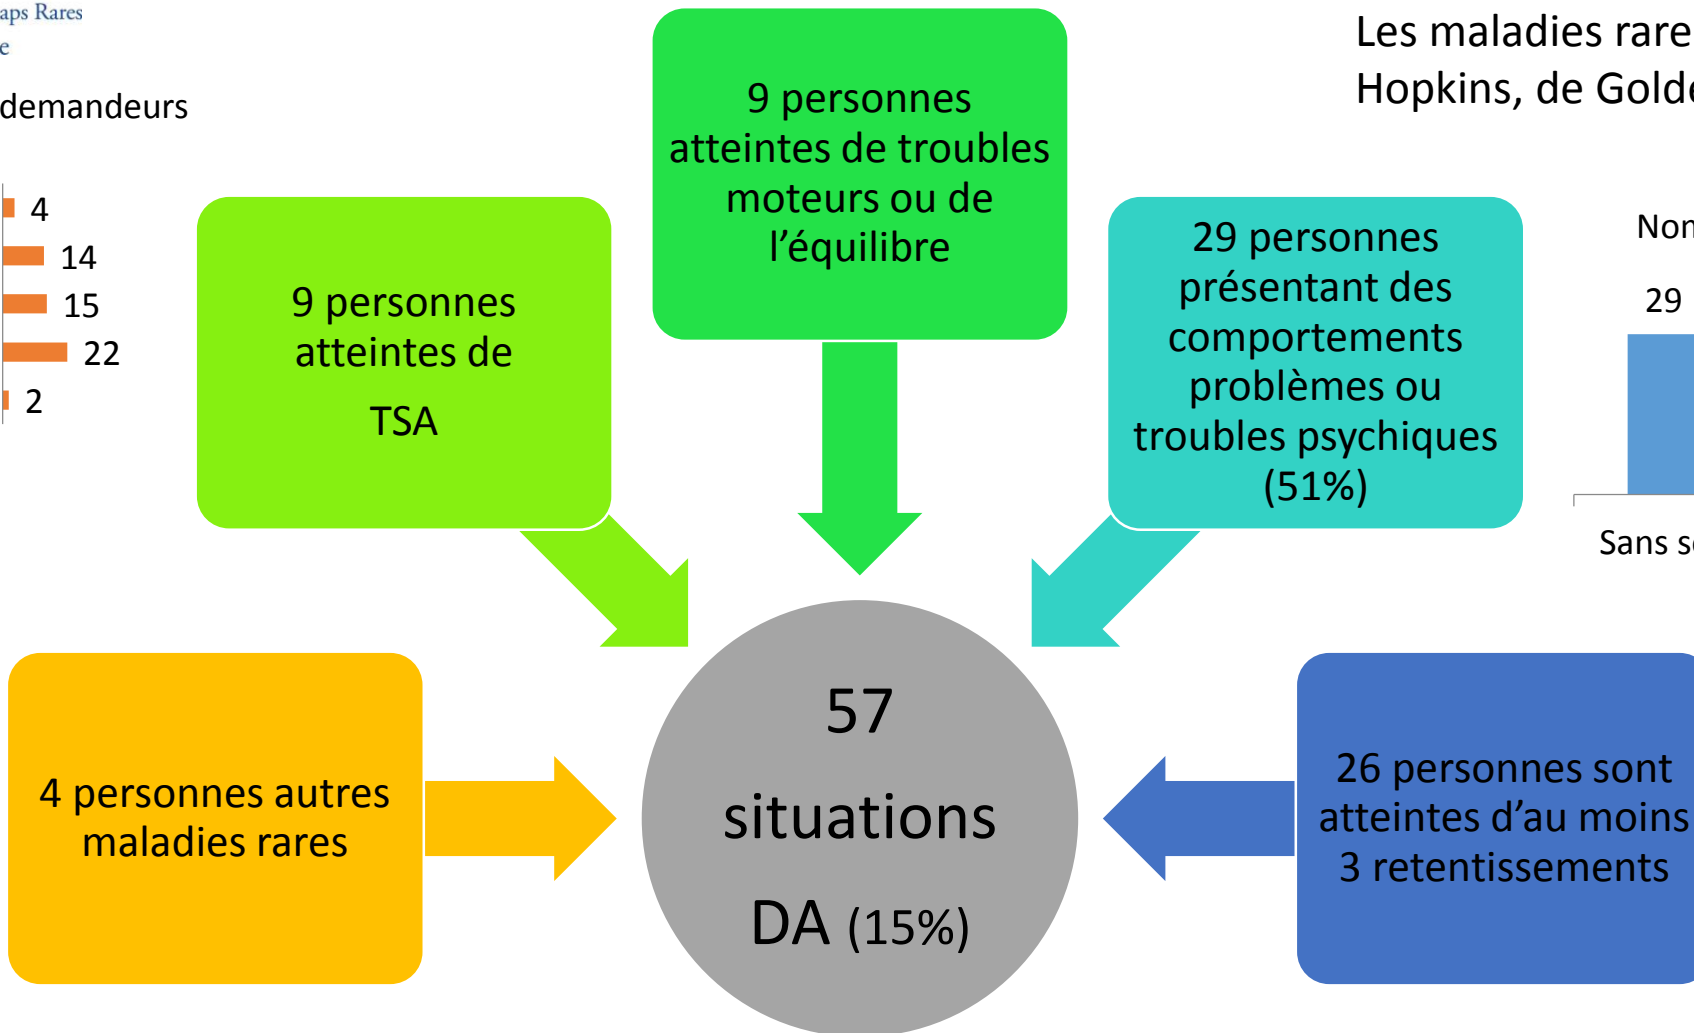 aps Rares
e
demandeurs
4
14
15
22
2
9 personnes
atteintes de
TSA
9 personnes
atteintes de troubles
moteurs ou de
l'équilibre
29 personnes
présentant des
comportements
problèmes ou
troubles psychiques
(51%)
Les maladies rare
Hopkins, de Golde
Non
29
Sans s
4 personnes autres
maladies rares
57
situations
DA (15%)
26 personnes sont
atteintes d'au moins
3 retentissements